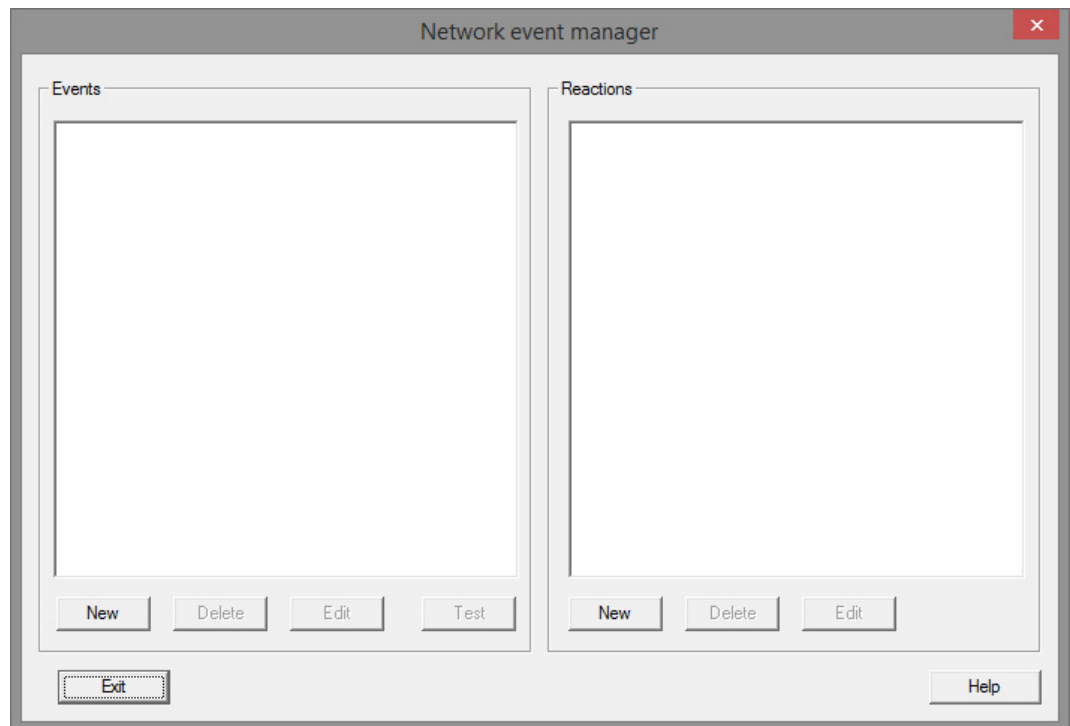 Network event manager
Events
Reactions
New Delete Edit Test
New Delete Edit
Exit
Help